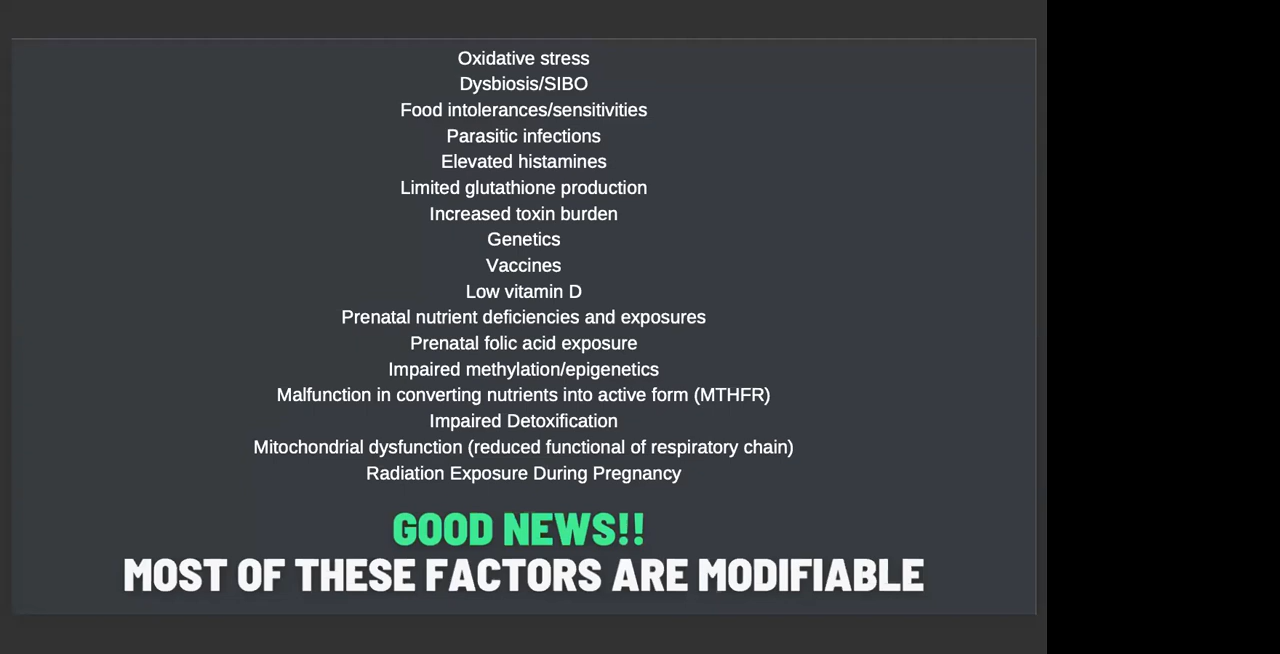 Oxidative stress
Dysbiosis/SIBO
Food intolerances/sensitivities
Parasitic infections
Elevated histamines
Limited glutathione production
Increased toxin burden
Genetics
Vaccines
Low vitamin D
Prenatal nutrient deficiencies and exposures
Prenatal folic acid exposure
Impaired methylation/epigenetics
Malfunction in converting nutrients into active form (MTHFR)
Impaired Detoxification
Mitochondrial dysfunction (reduced functional of respiratory chain)
Radiation Exposure During Pregnancy
GOOD NEWS!!
MOST OF THESE FACTORS ARE MODIFIABLE